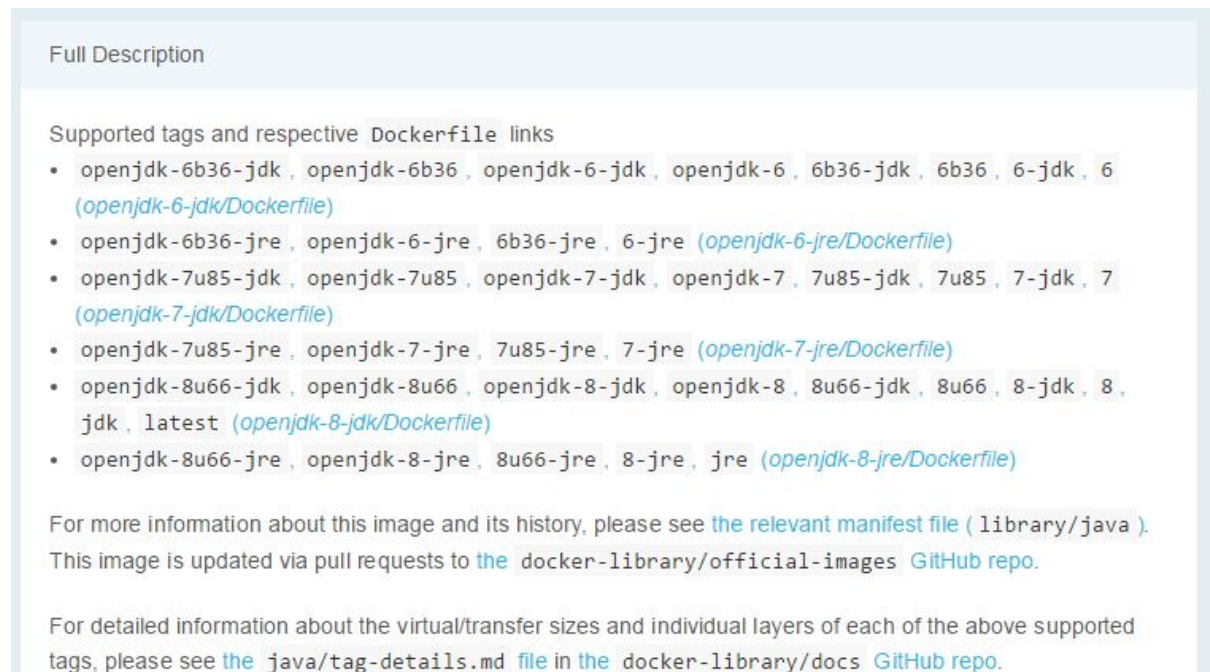 Full Description
Supported tags and respective Dockerfile links
• openjdk-6b36-jdk, openjdk-6b36, openjdk-6-jdk, openjdk-6, 6b36-jdk, 6b36, 6-jdk, 6
(openjdk-6-jdk/Dockerfile)
• openjdk-6b36-jre, openjdk-6-jre, 6b36-jre, 6-jre (openjdk-6-jre/Dockerfile)
• openjdk-7u85-jdk, openjdk-7u85, openjdk-7-jdk, openjdk-7, 7u85-jdk, 7u85, 7-jdk, 7
(openjdk-7-jdk/Dockerfile)
• openjdk-7u85-jre, openjdk-7-jre, 7u85-jre, 7-jre (openjdk-7-jre/Dockerfile)
• openjdk-8u66-jdk, openjdk-8u66, openjdk-8-jdk, openjdk-8, 8u66-jdk, 8u66, 8-jdk, 8,
jdk, latest (openjdk-8-jdk/Dockerfile)
• openjdk-8u66-jre, openjdk-8-jre, 8u66-jre, 8-jre, jre (openjdk-8-jre/Dockerfile)
For more information about this image and its history, please see the relevant manifest file ( library/java ).
This image is updated via pull requests to the docker-library/official-images GitHub repo.
For detailed information about the virtual/transfer sizes and individual layers of each of the above supported
tags, please see the java/tag-details.md file in the docker-library/docs GitHub repo.